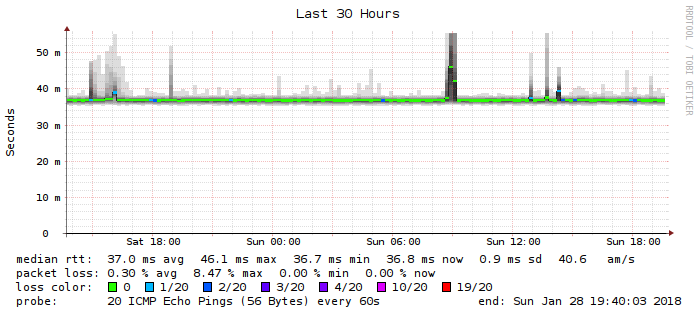 Last 30 Hours
RRDTOOL / TOBI OETIKER
Seconds
50 m
40 m
30 m
20 m
10 m
0
Sat 18:00 Sun 00:00 Sun 06:00 Sun 12:00 Sun 18:00
median rtt: 37.0 ms avg 46.1 ms max 36.7 ms min 36.8 ms now 0.9 ms sd 40.6 am/s
packet loss: 0.30 % avg 8.47 % max 0.00 % min 0.00 % now
loss color: 0 1/20 2/20 3/20 4/20 10/20 19/20
probe: 20 ICMP Echo Pings (56 Bytes) every 60s end: Sun Jan 28 19:40:03 2018